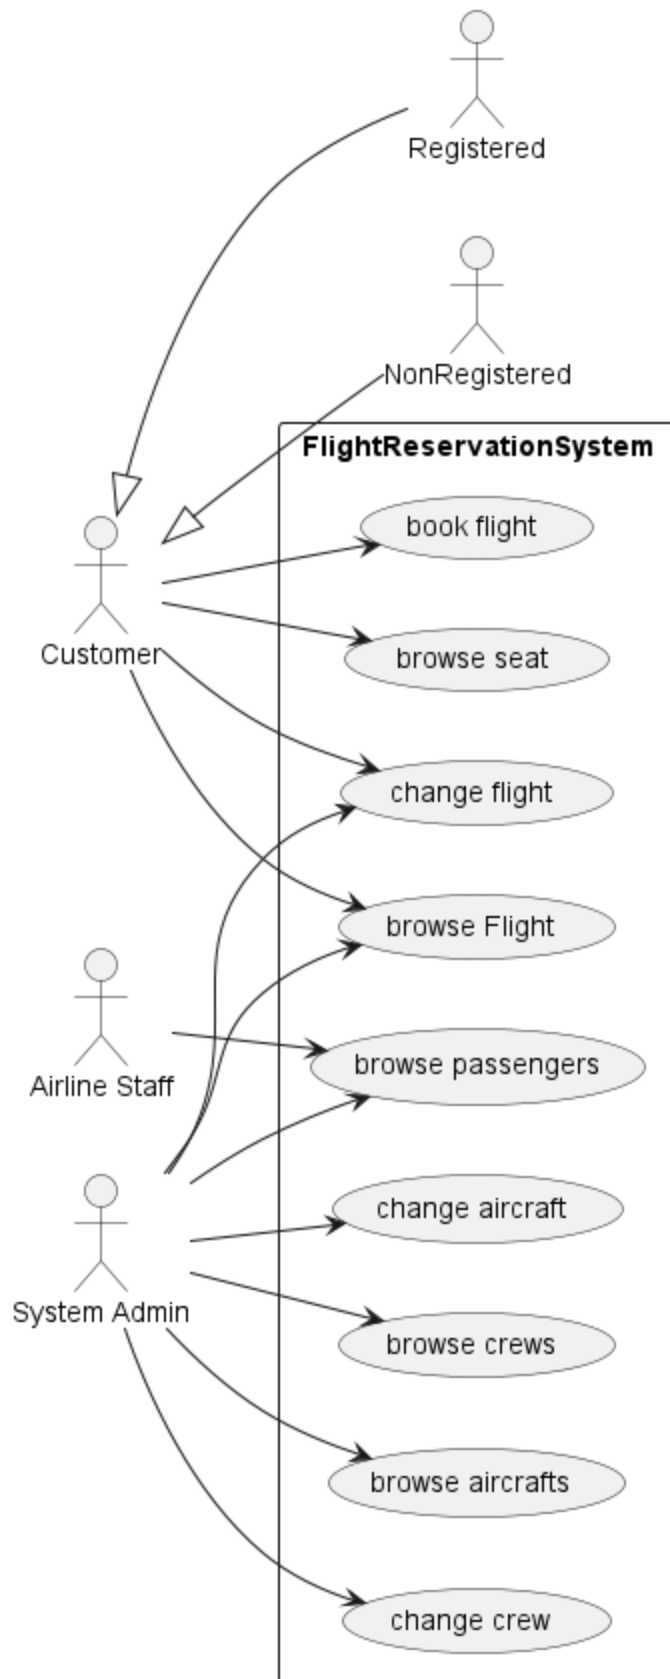 Registered
NonRegistered
FlightReservationSystem
book flight
browse seat
Customer
change flight
browse Flight
browse passengers
Airline Staff
change aircraft
System Admin
browse crews
browse aircrafts
change crew